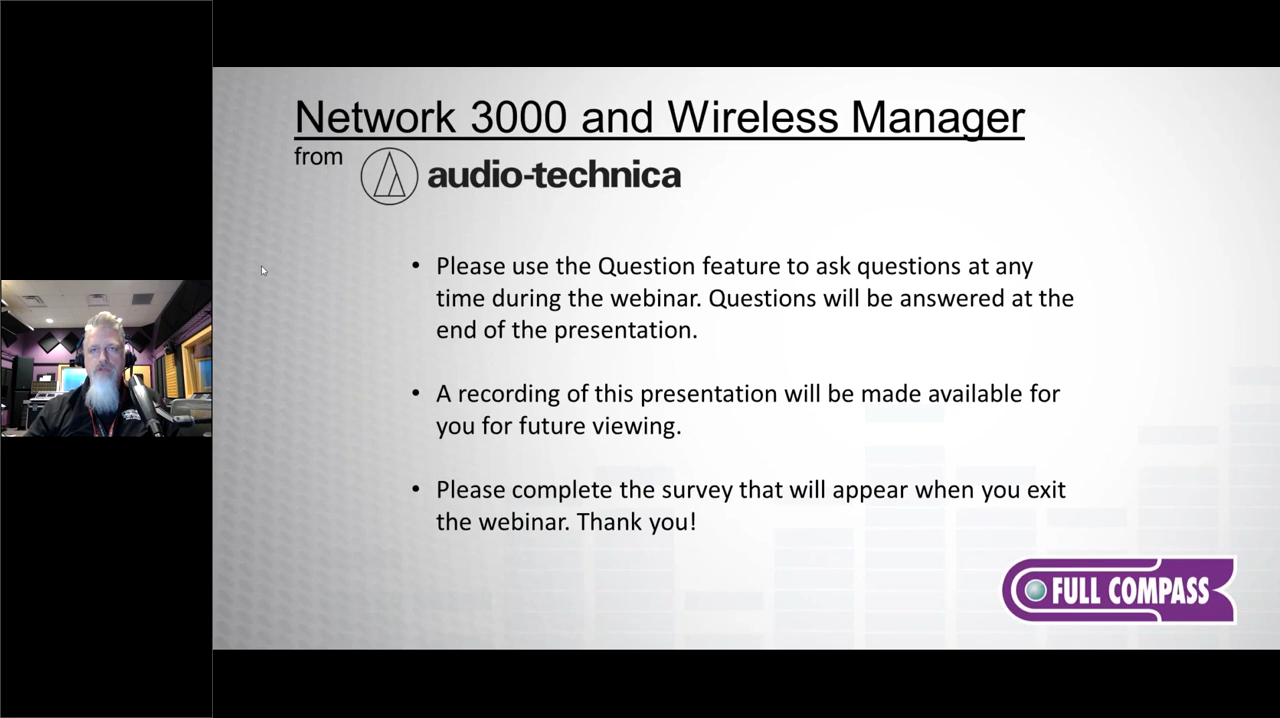 Network 3000 and Wireless Manager
from
audio-technica
• Please use the Question feature to ask questions at any
time during the webinar. Questions will be answered at the
end of the presentation.
• A recording of this presentation will be made available for
you for future viewing.
• Please complete the survey that will appear when you exit
the webinar. Thank you!
FULL COMPASS